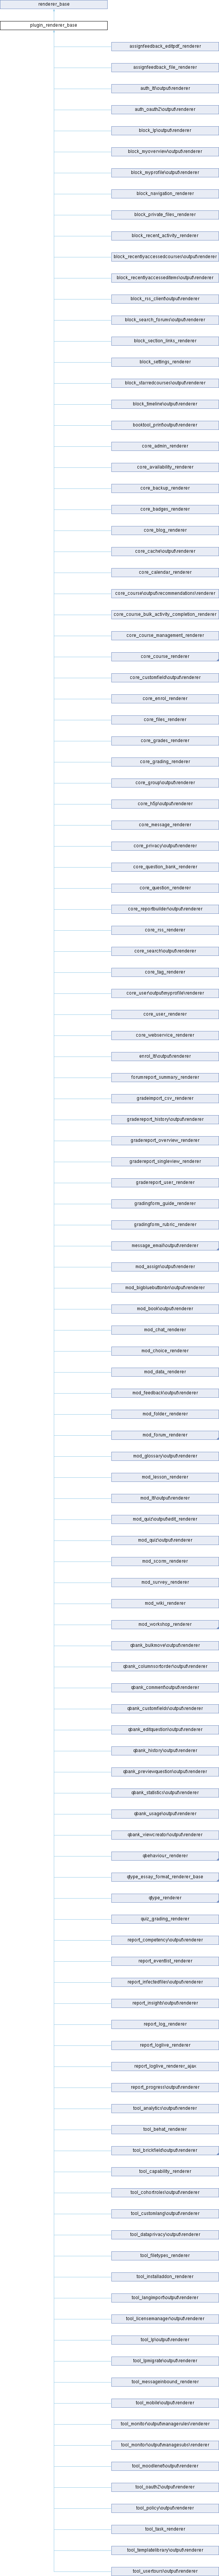 renderer_base
plugin_renderer_base
assignfeedback_editpdf_renderer
assignfeedback_file_renderer
auth_lti\output\renderer
auth_oauth2\output\renderer
block_lp\output\renderer
block_myoverview\output\renderer
block_myprofile\output\renderer
block_navigation_renderer
block_private_files_renderer
block_recent_activity_renderer
block_recentlyaccessedcourses\output\renderer
block_recentlyaccesseditems\output\renderer
block_rss_client\output\renderer
block_search_forums\output\renderer
block_section_links_renderer
block_settings_renderer
block_starredcourses\output\renderer
block_timeline\output\renderer
booktool_print\output\renderer
core_admin_renderer
core_availability_renderer
core_backup_renderer
core_badges_renderer
core_blog_renderer
core_cache\output\renderer
core_calendar_renderer
core_course\output\recommendations\renderer
core_course_bulk_activity_completion_renderer
core_course_management_renderer
core_course_renderer
core_customfield\output\renderer
core_enrol_renderer
core_files_renderer
core_grades_renderer
core_grading_renderer
core_group\output\renderer
core_h5p\output\renderer
core_message_renderer
core_privacy\output\renderer
core_question_bank_renderer
core_question_renderer
core_reportbuilder\output\renderer
core_rss_renderer
core_search\output\renderer
core_tag_renderer
core_user\output\myprofile\renderer
core_user_renderer
core_webservice_renderer
enrol_lti\output\renderer
forumreport_summary_renderer
gradeimport_csv_renderer
gradereport_history\output\renderer
gradereport_overview_renderer
gradereport_singleview_renderer
gradereport_user_renderer
gradingform_guide_renderer
gradingform_rubric_renderer
message_email\output\renderer
mod_assign\output\renderer
mod_bigbluebuttonbn\output\renderer
mod_book\output\renderer
mod_chat_renderer
mod_choice_renderer
mod_data_renderer
mod_feedback\output\renderer
mod_folder_renderer
mod_forum_renderer
mod_glossary\output\renderer
mod_lesson_renderer
mod_lti\output\renderer
mod_quiz\output\edit_renderer
mod_quiz\output\renderer
mod_scorm_renderer
mod_survey_renderer
mod_wiki_renderer
mod_workshop_renderer
qbank_bulkmove\output\renderer
qbank_columnsortorder\output\renderer
qbank_comment\output\renderer
qbank_customfields\output\renderer
qbank_editquestion\output\renderer
qbank_history\output\renderer
qbank_previewquestion\output\renderer
qbank_statistics\output\renderer
qbank_usage\output\renderer
qbank_viewcreator\output\renderer
qbehaviour_renderer
qtype_essay_format_renderer_base
qtype_renderer
quiz_grading_renderer
report_competency\output\renderer
report_eventlist_renderer
report_infectedfiles\output\renderer
report_insights\output\renderer
report_log_renderer
report_loglive_renderer
report_loglive_renderer_ajax
report_progress\output\renderer
tool_analytics\output\renderer
tool_behat_renderer
tool_brickfield\output\renderer
tool_capability_renderer
tool_cohortroles\output\renderer
tool_customlang\output\renderer
tool_dataprivacy\output\renderer
tool_filetypes_renderer
tool_installaddon_renderer
tool_langimport\output\renderer
tool_licensemanager\output\renderer
tool_lp\output\renderer
tool_lpmigrate\output\renderer
tool_messageinbound_renderer
tool_mobile\output\renderer
tool_monitor\output\managerules\renderer
tool_monitor\output\managesubs\renderer
tool_moodlenet\output\renderer
tool_oauth2\output\renderer
tool_policy\output\renderer
tool_task_renderer
tool_templatelibrary\output\renderer
tool_usertours\output\renderer